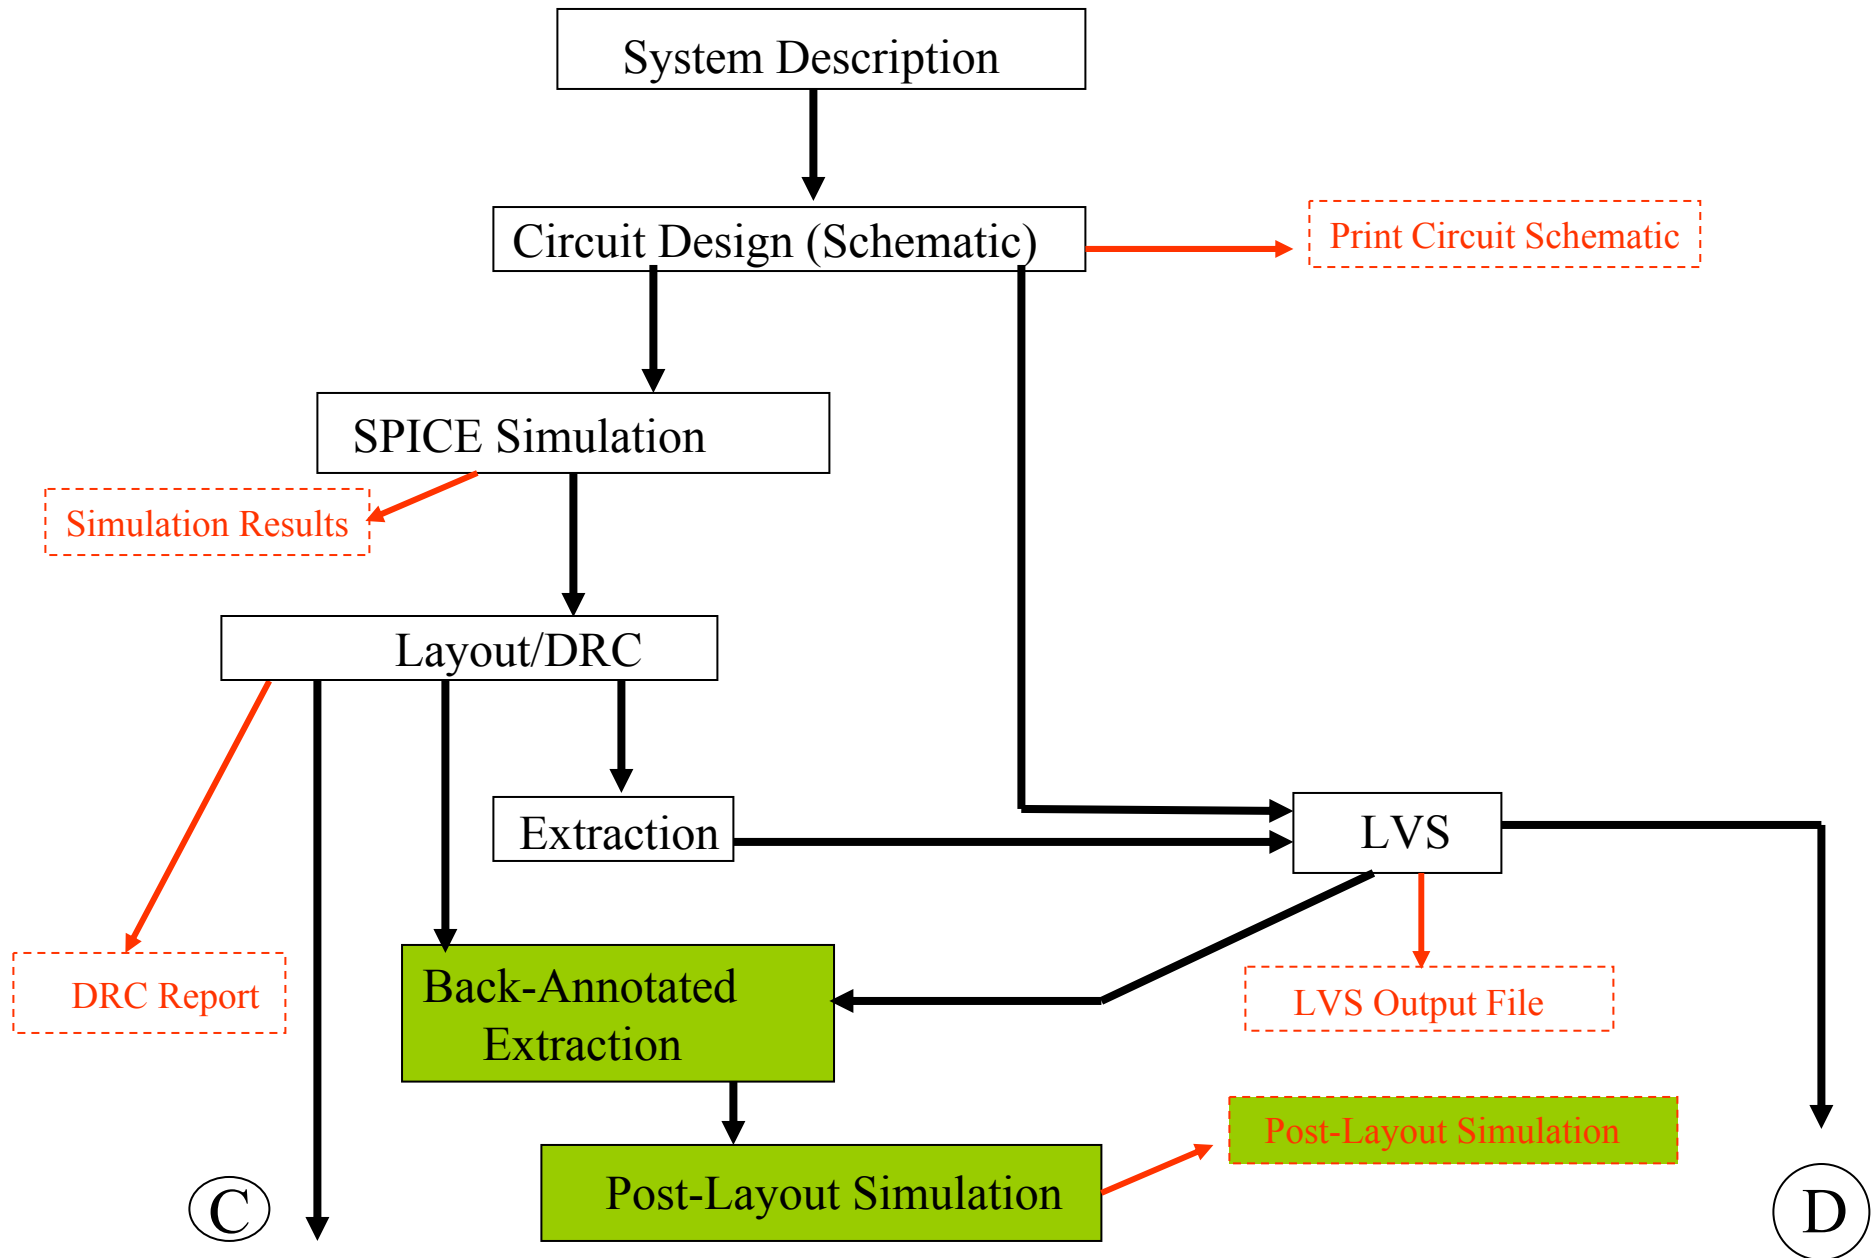 System Description
Circuit Design (Schematic)
Print Circuit Schematic
SPICE Simulation
Simulation Results
Layout/DRC
Extraction
LVS
Back-Annotated
Extraction
DRC Report
LVS Output File
Post-Layout Simulation
Post-Layout Simulation
C
D